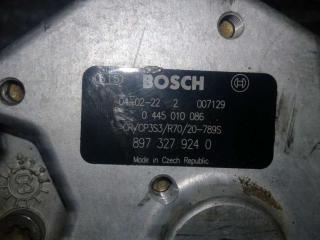 BOSCH
04-02-22 2 007129
0 445 010 086
CR/CP3S3/R70/20-789S
897 327 924 0
Made in Czech Republic